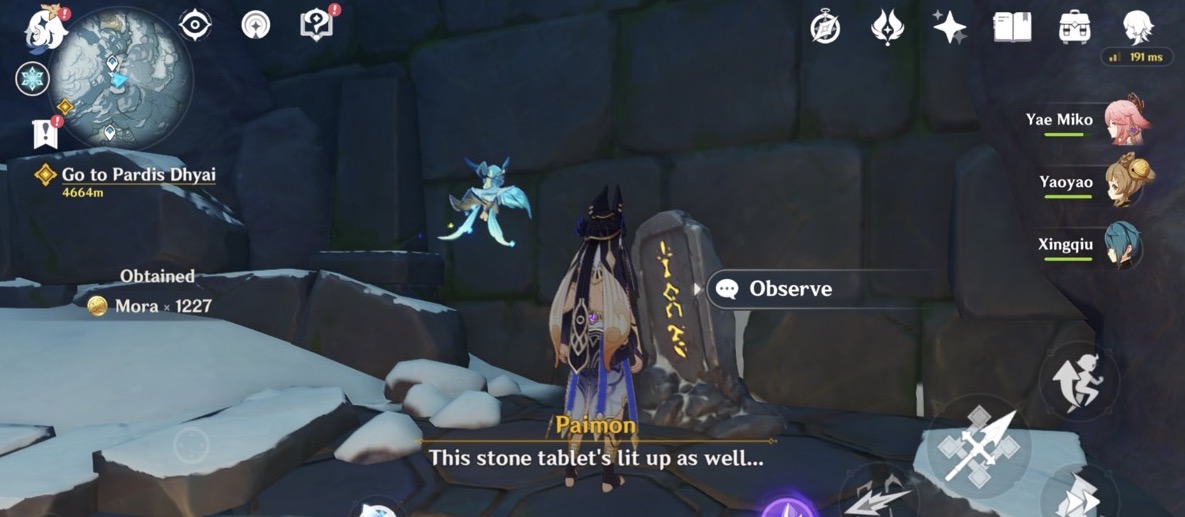 191 ms
Yae Miko
Go to Pardis Dhyai
4664m
Yaoyao
Xingqiu
Obtained
Mora × 1227
Observe
Paimon
This stone tablet's lit up as well...